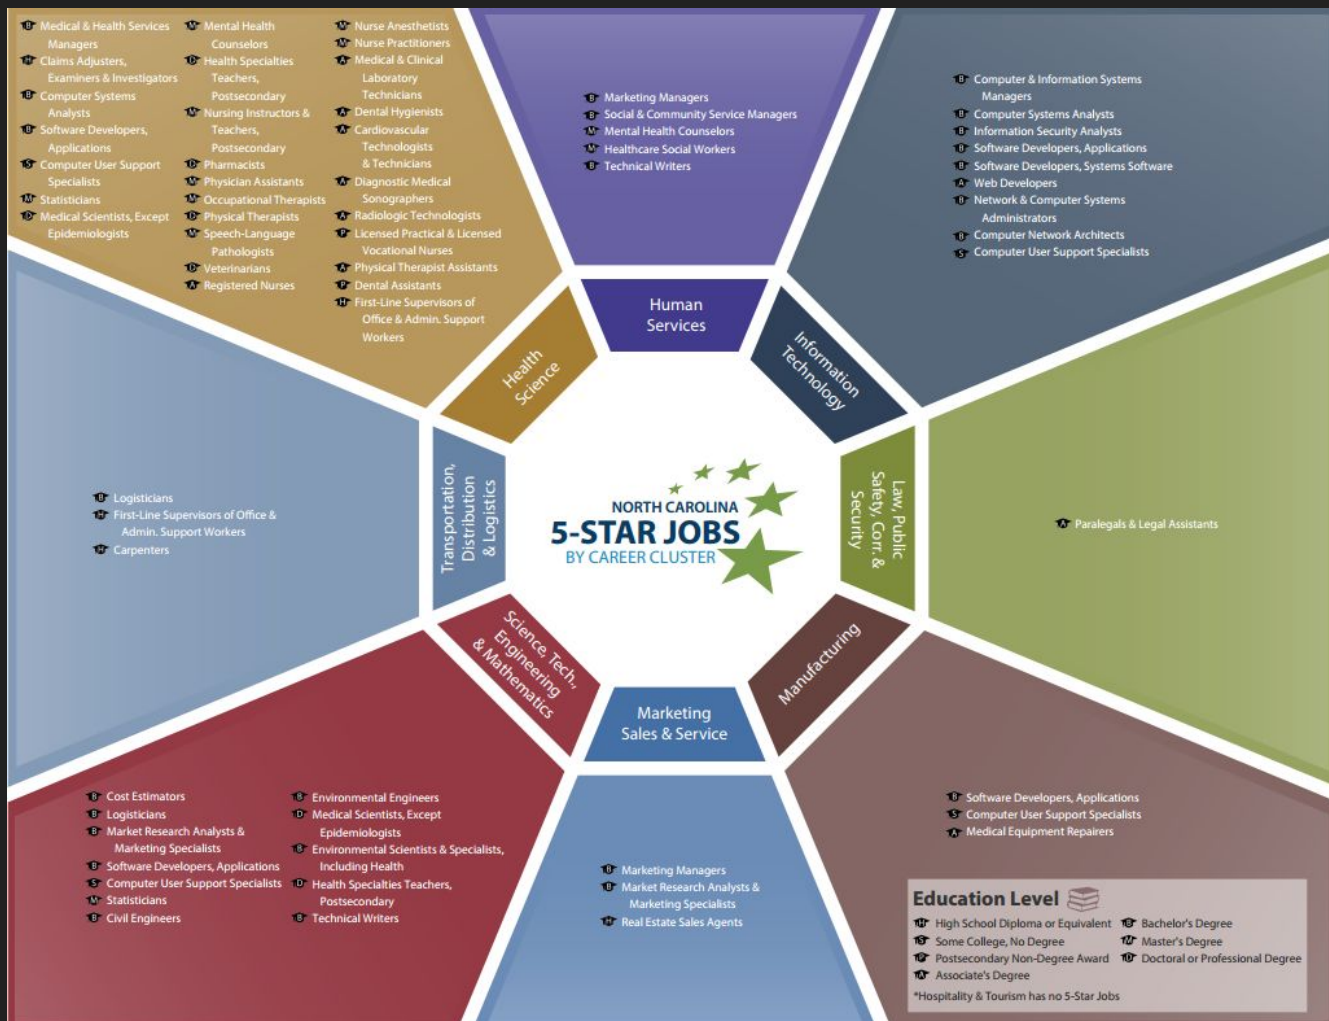 B Medical & Health Services
Managers
H Claims Adjusters,
Examiners & Investigators
B Computer Systems
Analysts
B Software Developers,
Applications
S Computer User Support
Specialists
M Statisticians
D Medical Scientists, Except
Epidemiologists
M Mental Health
Counselors
D Health Specialties
Teachers,
Postsecondary
M Nursing Instructors &
Teachers,
Postsecondary
D Pharmacists
M Physician Assistants
M Occupational Therapists
D Physical Therapists
M Speech-Language
Pathologists
D Veterinarians
A Registered Nurses
M Nurse Anesthetists
M Nurse Practitioners
A Medical & Clinical
Laboratory
Technicians
A Dental Hygienists
A Cardiovascular
Technologists
& Technicians
A Diagnostic Medical
Sonographers
A Radiologic Technologists
P Licensed Practical & Licensed
Vocational Nurses
A Physical Therapist Assistants
P Dental Assistants
H First-Line Supervisors of
Office & Admin. Support
Workers
Health
Science
B Marketing Managers
B Social & Community Service Managers
M Mental Health Counselors
M Healthcare Social Workers
B Technical Writers
Human
Services
B Computer & Information Systems
Managers
B Computer Systems Analysts
B Information Security Analysts
B Software Developers, Applications
B Software Developers, Systems Software
A Web Developers
B Network & Computer Systems
Administrators
B Computer Network Architects
S Computer User Support Specialists
Information
Technology
B Logisticians
H First-Line Supervisors of Office &
Admin. Support Workers
H Carpenters
Transportation,
Distribution
& Logistics
NORTH CAROLINA
5-STAR JOBS
BY CAREER CLUSTER
Law, Public
Safety, Corr. &
Security
A Paralegals & Legal Assistants
Science, Tech.,
Engineering
& Mathematics
B Cost Estimators
B Logisticians
B Market Research Analysts &
Marketing Specialists
B Software Developers, Applications
S Computer User Support Specialists
M Statisticians
B Civil Engineers
B Environmental Engineers
D Medical Scientists, Except
Epidemiologists
B Environmental Scientists & Specialists,
Including Health
D Health Specialties Teachers,
Postsecondary
B Technical Writers
Marketing
Sales & Service
B Marketing Managers
B Market Research Analysts &
Marketing Specialists
H Real Estate Sales Agents
Manufacturing
B Software Developers, Applications
S Computer User Support Specialists
A Medical Equipment Repairers
Education Level
H High School Diploma or Equivalent
S Some College, No Degree
P Postsecondary Non-Degree Award
A Associate's Degree
B Bachelor's Degree
M Master's Degree
D Doctoral or Professional Degree
*Hospitality & Tourism has no 5-Star Jobs